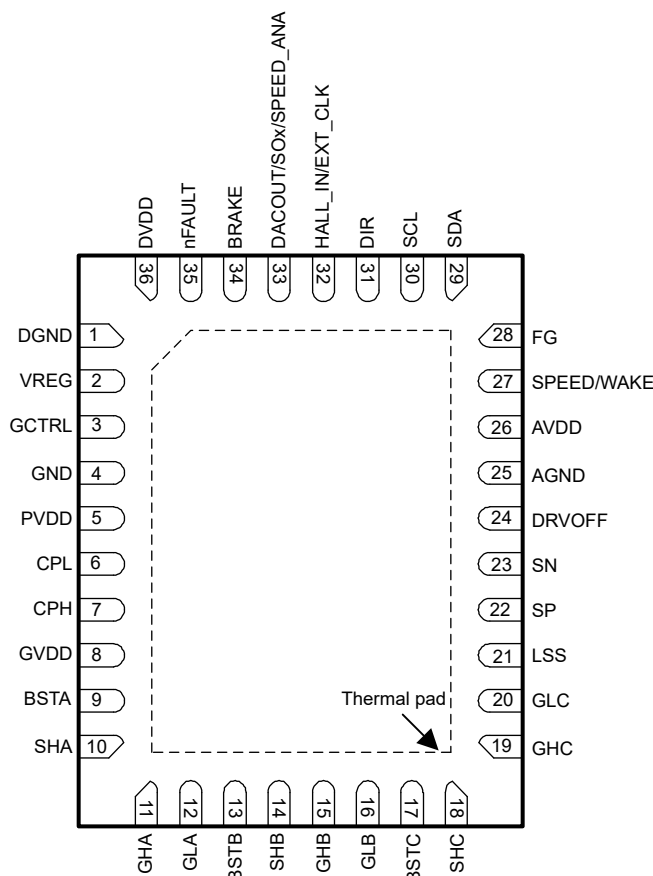 DVDD
nFAULT
BRAKE
DACOUT/SOx/SPEED_ANA
HALL_IN/EXT_CLK
DIR
SCL
SDA
36
35
34
33
32
31
30
29
DGND 1
VREG 2
GCTRL 3
GND 4
PVDD 5
CPL 6
CPH 7
GVDD 8
BSTA 9
SHA 10
28 FG
27 SPEED/WAKE
26 AVDD
25 AGND
24 DRVOFF
23 SN
22 SP
21 LSS
20 GLC
19 GHC
Thermal pad
11
12
13
14
15
16
17
18
GHA
GLA
BSTB
SHB
GHB
GLB
BSTC
SHC